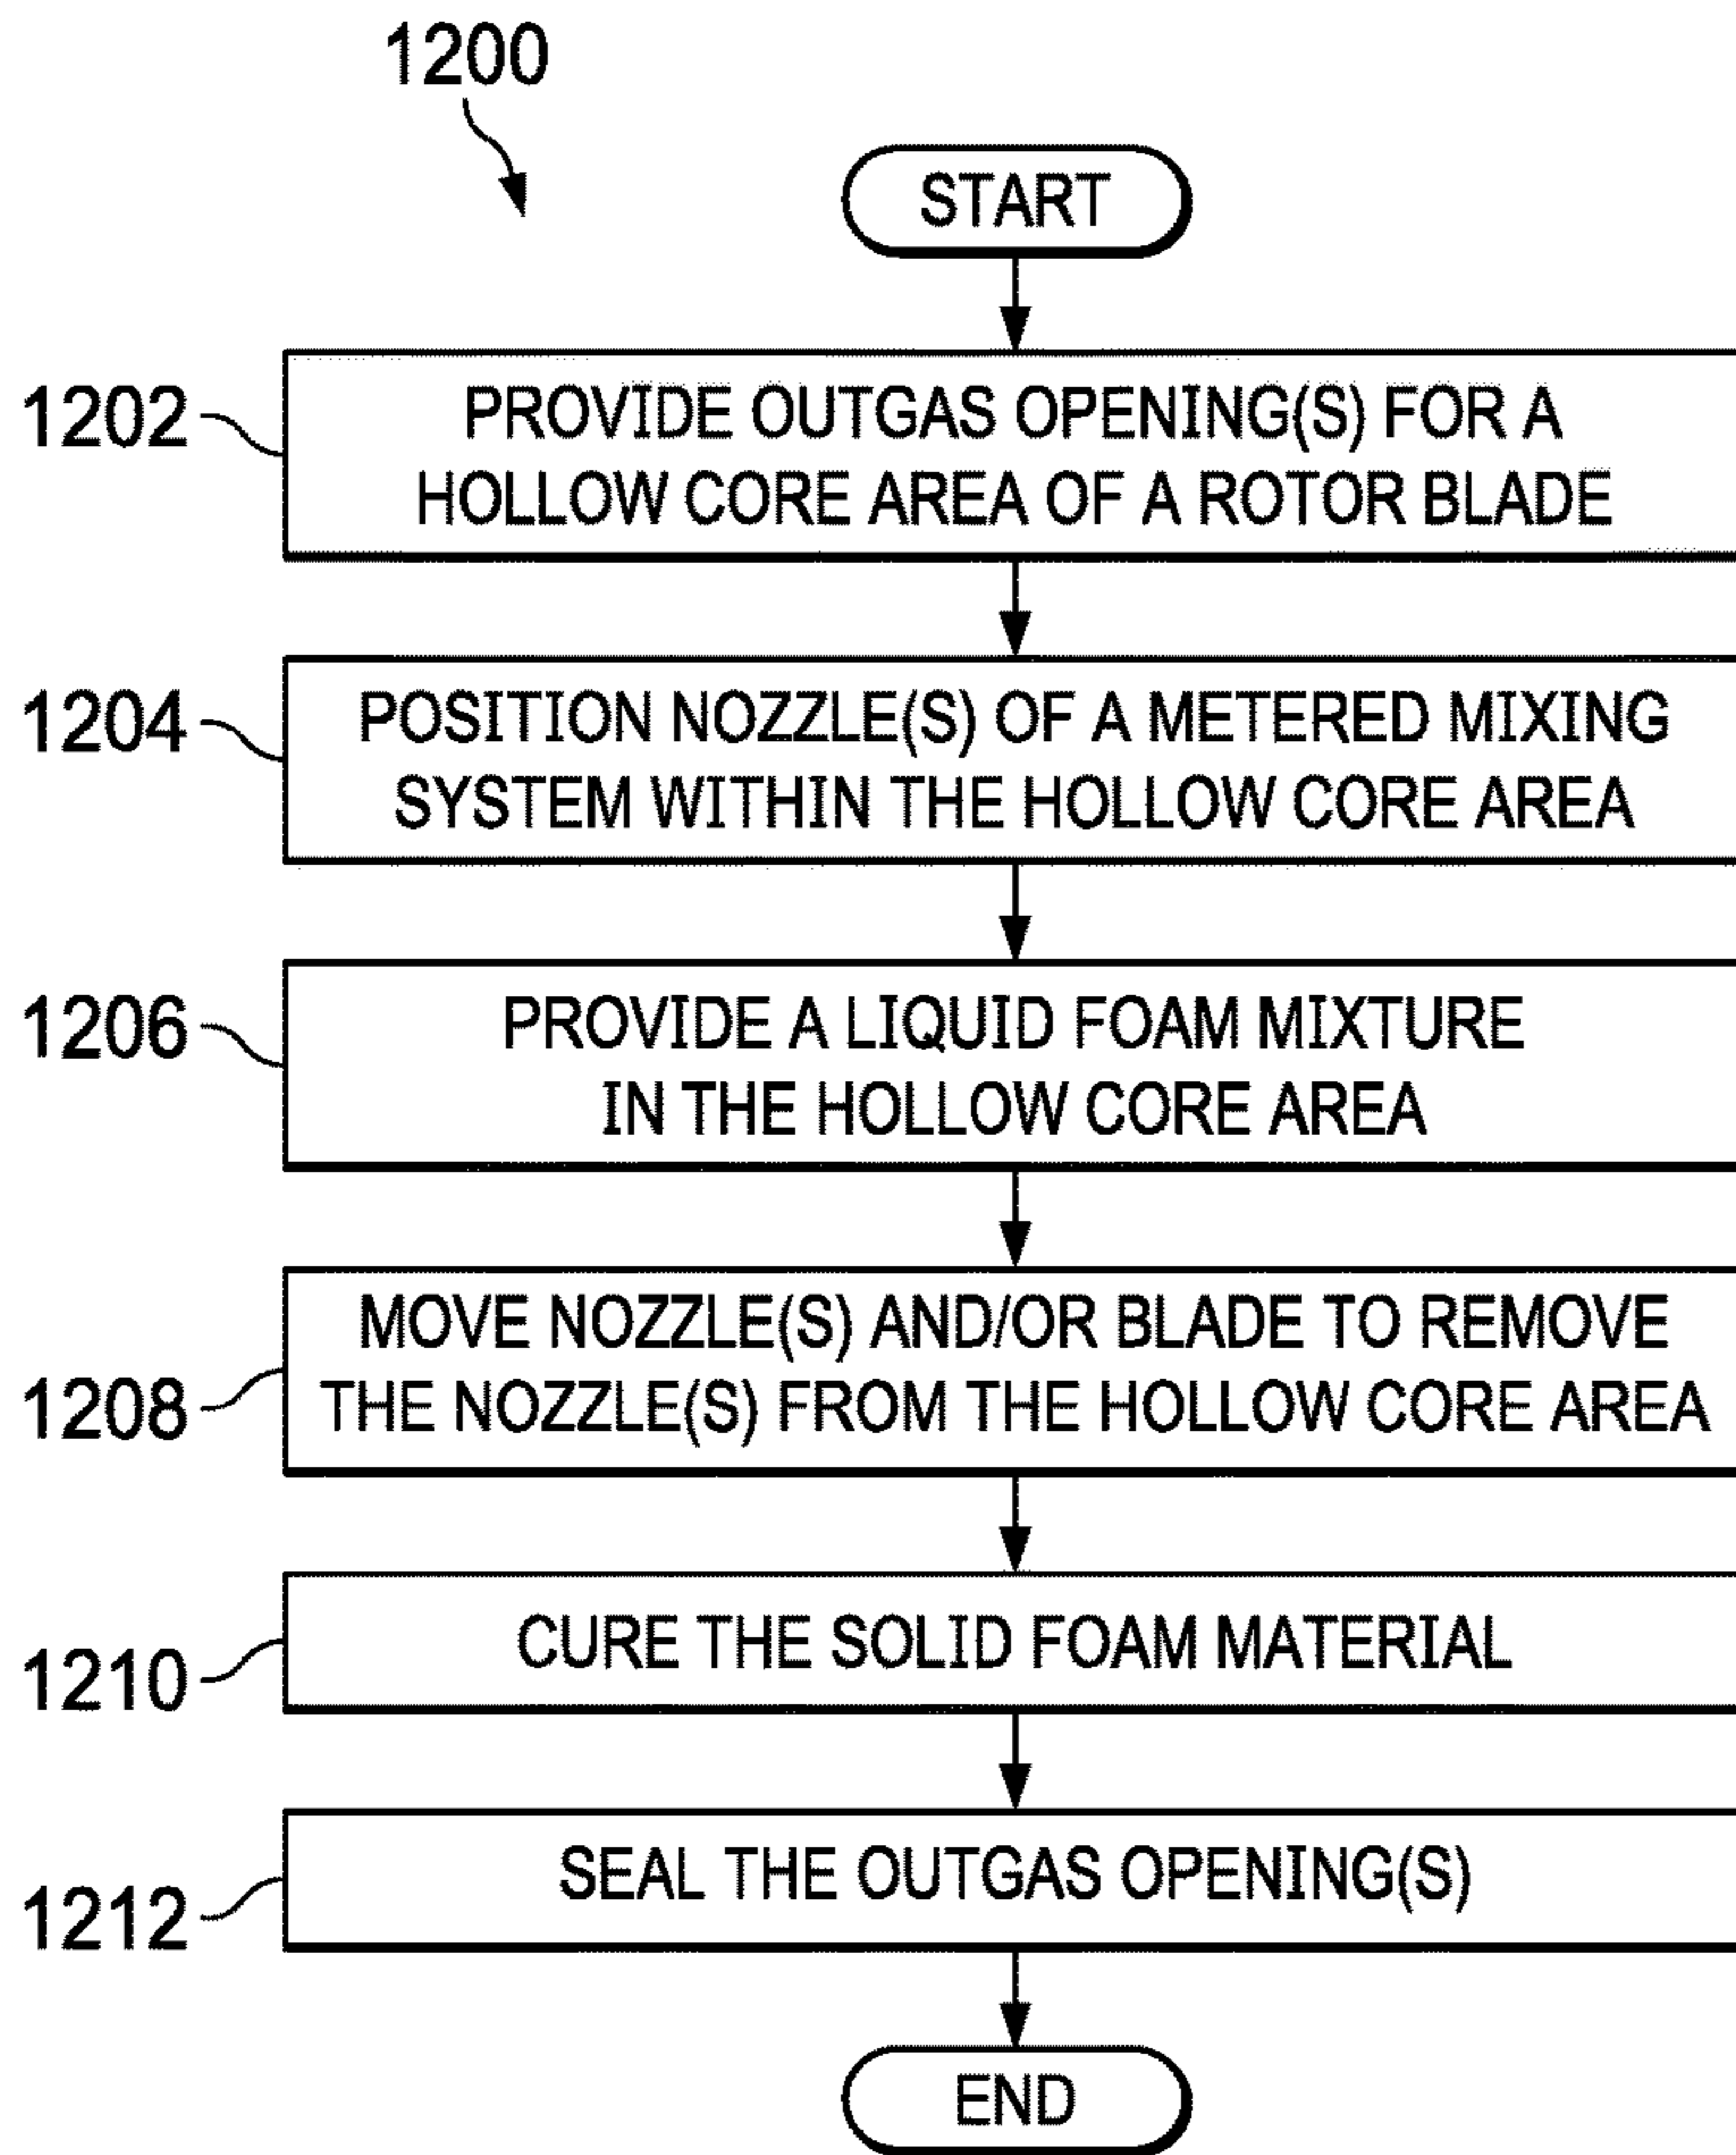 1200
START
1202
PROVIDE OUTGAS OPENING(S) FOR A
HOLLOW CORE AREA OF A ROTOR BLADE
1204
POSITION NOZZLE(S) OF A METERED MIXING
SYSTEM WITHIN THE HOLLOW CORE AREA
1206
PROVIDE A LIQUID FOAM MIXTURE
IN THE HOLLOW CORE AREA
1208
MOVE NOZZLE(S) AND/OR BLADE TO REMOVE
THE NOZZLE(S) FROM THE HOLLOW CORE AREA
1210
CURE THE SOLID FOAM MATERIAL
1212
SEAL THE OUTGAS OPENING(S)
END